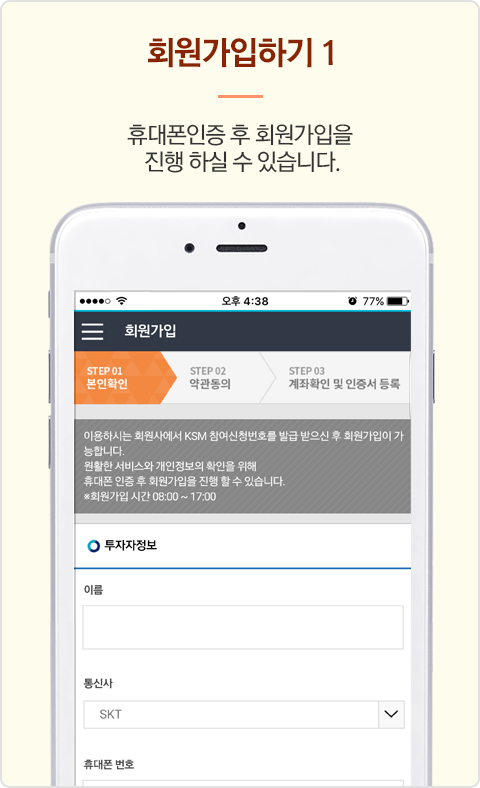 회원가입하기 1
휴대폰인증 후 회원가입을
진행 하실 수 있습니다.
오후 4:38
77%
회원가입
STEP 01
본인확인
STEP 02
약관동의
STEP 03
계좌확인 및 인증서 등록
이용하시는 회원사에서 KSM 참여신청번호를 발급 받으신 후 회원가입이 가
능합니다.
원활한 서비스와 개인정보의 확인을 위해
휴대폰 인증 후 회원가입을 진행 할 수 있습니다.
※회원가입 시간 08:00 ~ 17:00
투자자정보
이름
통신사
SKT
휴대폰 번호